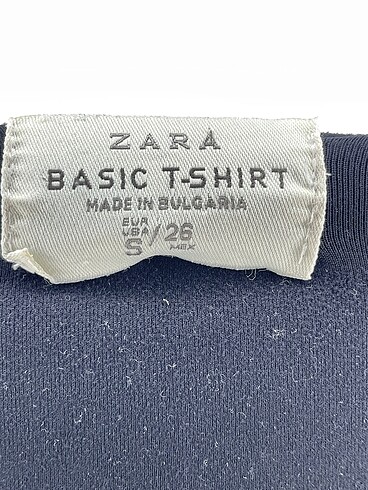 ZARA
BASIC T-SHIRT
MADE IN BULGARIA
EUR
USA S / 26 MEX